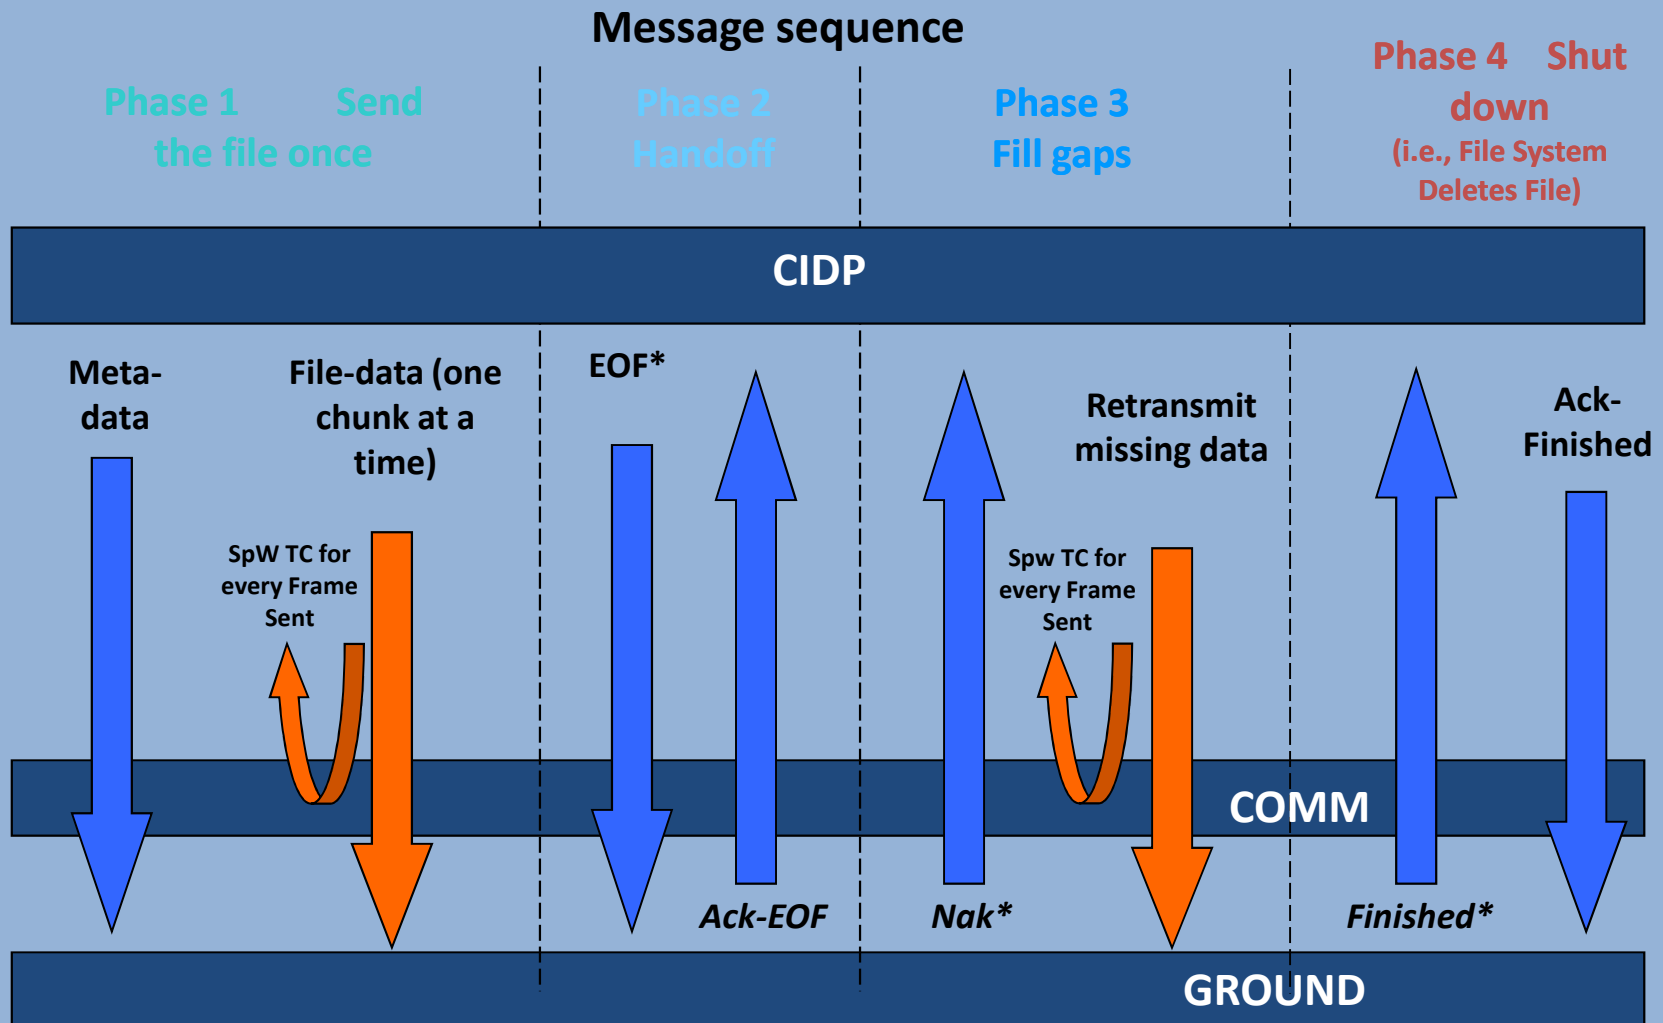 Message sequence
Phase 1 Send
the file once
Phase 2
Handoff
Phase 3
Fill gaps
Phase 4 Shut
down
(i.e., File System
Deletes File)
CIDP
Meta-
data
File-data (one
chunk at a
time)
SpW TC for
every Frame
Sent
EOF*
Ack-EOF
Nak*
Retransmit
missing data
Spw TC for
every Frame
Sent
Finished*
Ack-
Finished
COMM
GROUND